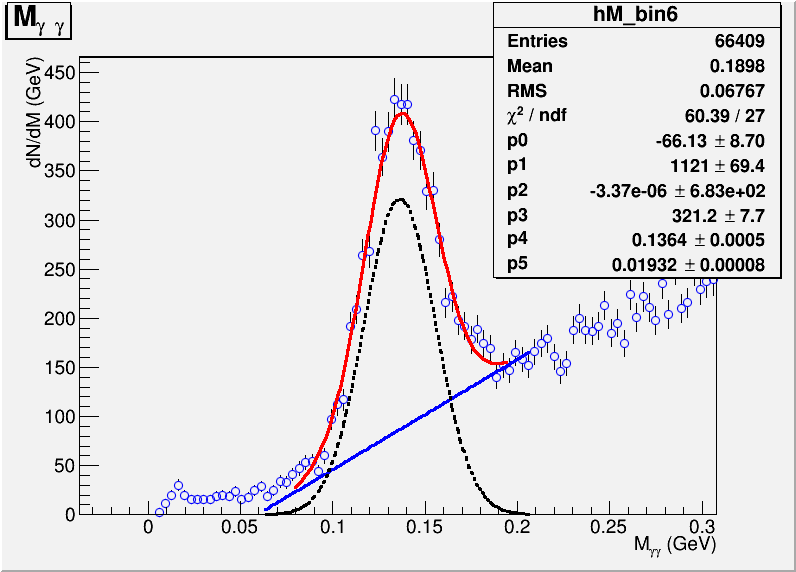 M γ γ
hM_bin6
Entries 66409
Mean 0.1898
RMS 0.06767
χ² / ndf 60.39 / 27
p0 -66.13 ± 8.70
p1 1121 ± 69.4
p2 -3.37e-06 ± 6.83e+02
p3 321.2 ± 7.7
p4 0.1364 ± 0.0005
p5 0.01932 ± 0.00008
dN/dM (GeV)
450
400
350
300
250
200
150
100
50
0
0 0.05 0.1 0.15 0.2 0.25 0.3
M γγ (GeV)